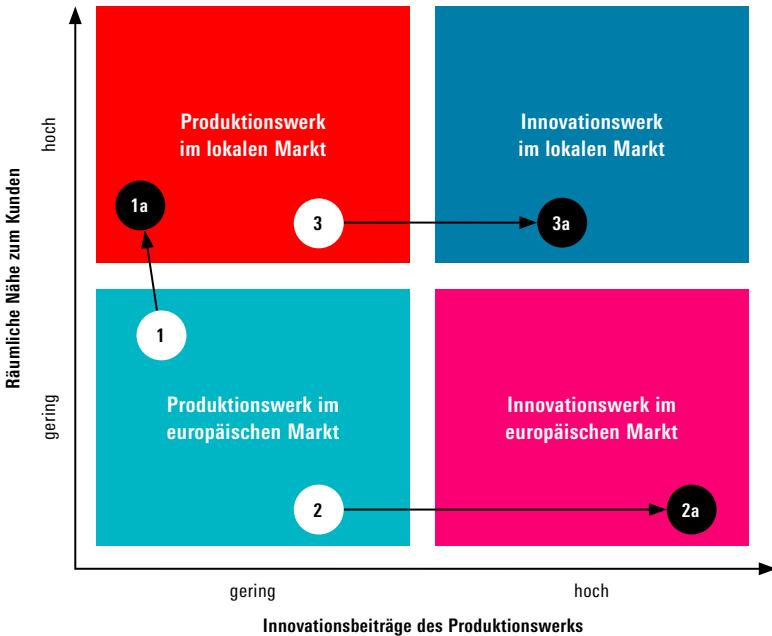 Räumliche Nähe zum Kunden
hoch
gering
Produktionswerk
im lokalen Markt
Innovationswerk
im lokalen Markt
1a
3
3a
1
Produktionswerk im
europäischen Markt
Innovationswerk im
europäischen Markt
2
2a
gering
hoch
Innovationsbeiträge des Produktionswerks